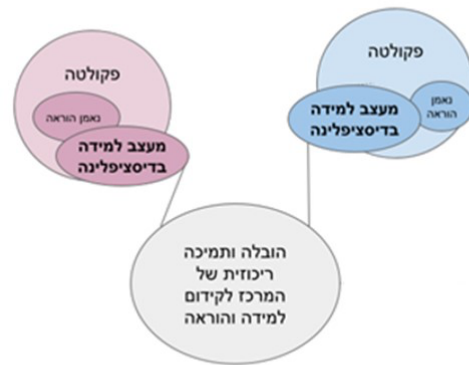 פקולטה
נאמן
הוראה
מעצב למידה
בדיסציפלינה
פקולטה
נאמן הוראה
מעצב למידה
בדיסציפלינה
הובלה ותמיכה
ריכוזית של
המרכז לקידום
למידה והוראה